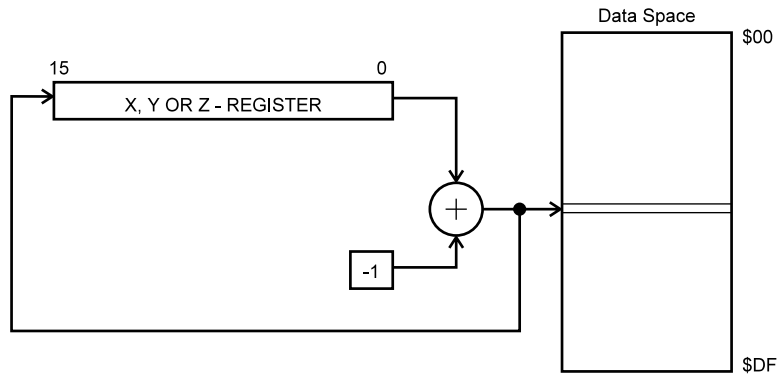 Data Space
$00
15 0
X, Y OR Z - REGISTER
+
-1
$DF